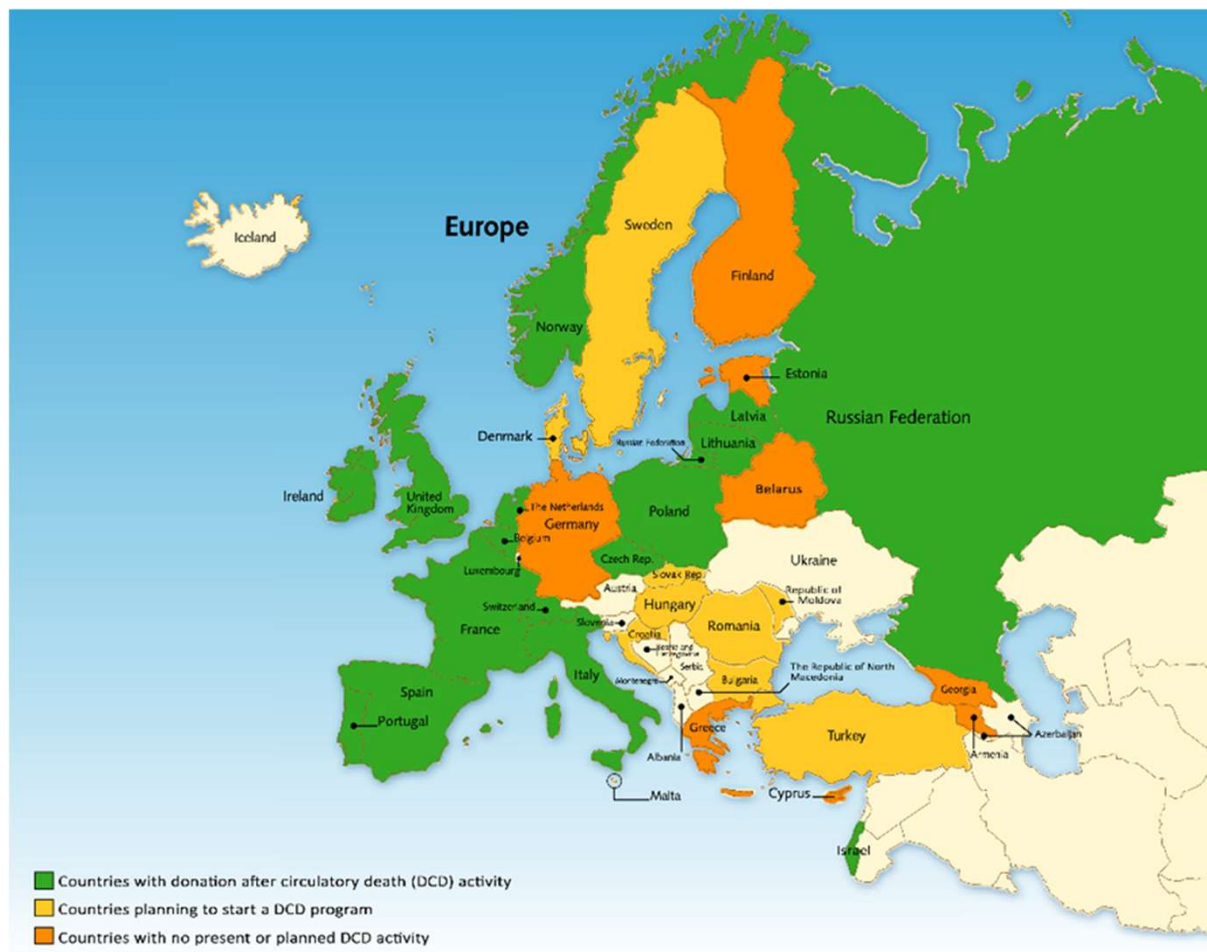 Europe
Iceland
Sweden
Finland
Norway
Estonia
Russian Federation
Latvia
Denmark
Russian Federation
Lithuania
Ireland
United
Kingdom
The Netherlands
Belarus
Germany
Poland
Belgium
Ukraine
Czech Rep.
Luxembourg
Slovak Rep.
Austria
Republic of
Moldova
Switzerland
Hungary
Slovenia
France
Romania
Croatia
Bosnia and
Herzegovina
Serbia
The Republic of North
Macedonia
Italy
Montenegro
Bulgaria
Spain
Georgia
Portugal
Greece
Turkey
Azerbaijan
Albania
Armenia
Malta
Cyprus
Israel
Countries with donation after circulatory death (DCD) activity
Countries planning to start a DCD program
Countries with no present or planned DCD activity